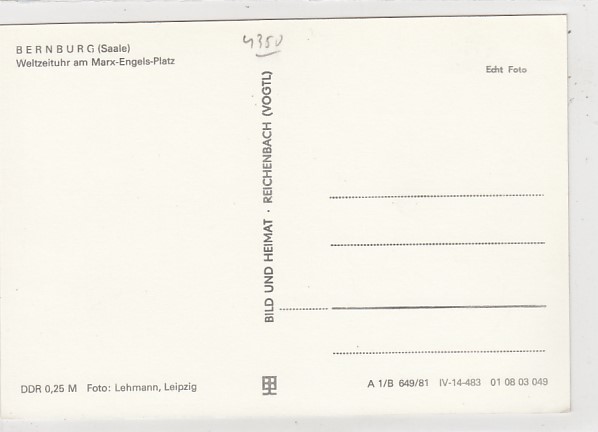 BERNBURG (Saale)
Weltzeituhr am Marx-Engels-Platz
4350
Echt Foto
BILD UND HEIMAT · REICHENBACH (VOGTL)
DDR 0,25 M Foto: Lehmann, Leipzig
A 1/B 649/81 IV-14-483 01 08 03 049